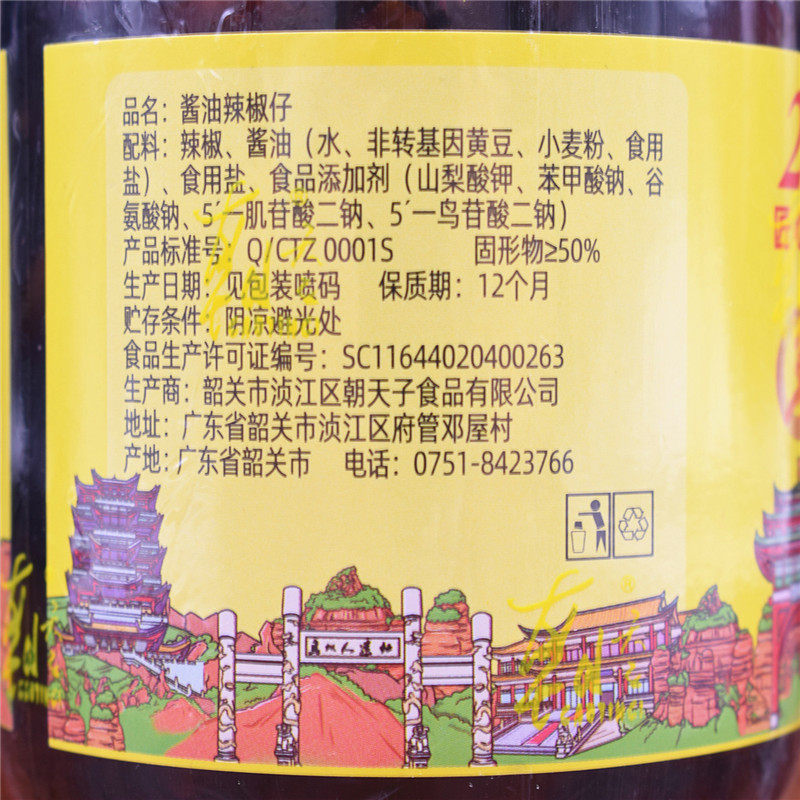 品名：酱油辣椒仔
配料：辣椒、酱油（水、非转基因黄豆、小麦粉、食用
盐）、食用盐、食品添加剂（山梨酸钾、苯甲酸钠、谷
氨酸钠、5´一肌苷酸二钠、5´一鸟苷酸二钠）
产品标准号：Q/CTZ 0001S 固形物≥50%
生产日期：见包装喷码 保质期：12个月
贮存条件：阴凉避光处
食品生产许可证编号：SC11644020400263
生产商：韶关市浈江区朝天子食品有限公司
地址：广东省韶关市浈江区府管邓屋村
产地：广东省韶关市 电话：0751-8423766